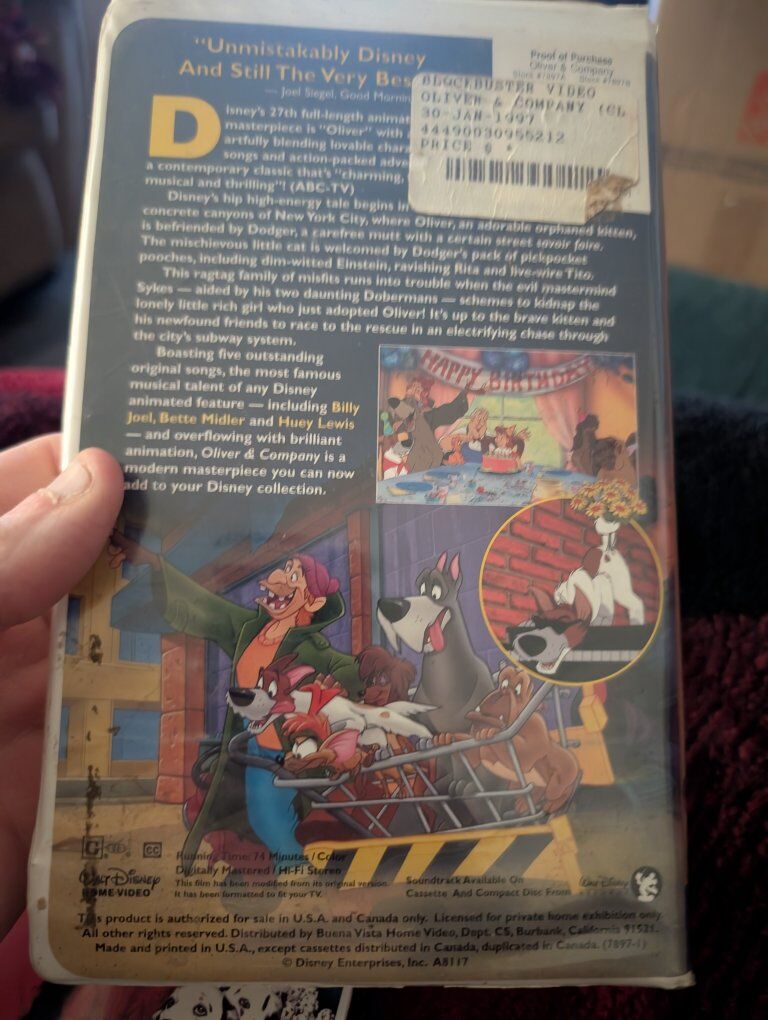 "Unmistakably Disney
And Still The Very Bes
— Joel Siegel, Good Mornin
Proof of Purchase
Oliver & Company
BLOCKBUSTER VIDEO
OLIVER & COMPANY (CL
30-JAN-1997
44490030955212
PRICE $ *
Disney's 27th full-length animat
masterpiece is "Oliver" with
artfully blending lovable chara
songs and action-packed adve
a contemporary classic that's "charming,
musical and thrilling"! (ABC-TV)
Disney's hip high-energy tale begins in
concrete canyons of New York City, where Oliver, an adorable orphaned kitten,
is befriended by Dodger, a carefree mutt with a certain street savoir faire.
The mischievous little cat is welcomed by Dodger's pack of pickpocket
pooches, including dim-witted Einstein, ravishing Rita and live-wire Tito.
This ragtag family of misfits runs into trouble when the evil mastermind
Sykes — aided by his two daunting Dobermans — schemes to kidnap the
lonely little rich girl who just adopted Oliver! It's up to the brave kitten and
his newfound friends to race to the rescue in an electrifying chase through
the city's subway system.
Boasting five outstanding
original songs, the most famous
musical talent of any Disney
animated feature — including Billy
Joel, Bette Midler and Huey Lewis
— and overflowing with brilliant
animation, Oliver & Company is a
modern masterpiece you can now
add to your Disney collection.
HAPPY BIRTHDAY
G
CC
Running Time: 74 Minutes / Color
Digitally Mastered / Hi-Fi Stereo
WALT DISNEY
HOME VIDEO
This film has been modified from its original version.
It has been formatted to fit your TV.
Soundtrack Available On
Cassette And Compact Disc From
Walt Disney
This product is authorized for sale in U.S.A. and Canada only. Licensed for private home exhibition only.
All other rights reserved. Distributed by Buena Vista Home Video, Dept. CS, Burbank, California 91521.
Made and printed in U.S.A., except cassettes distributed in Canada, duplicated in Canada. (7897-1)
© Disney Enterprises, Inc. A8117